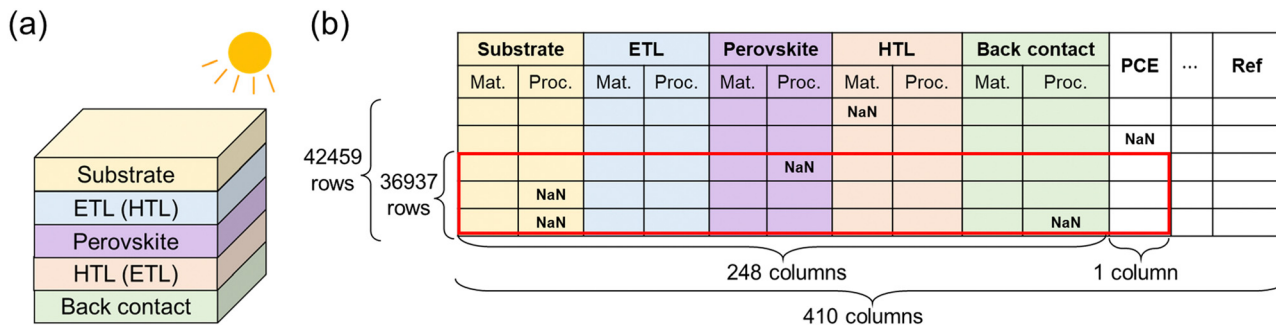 (a)
Substrate
ETL (HTL)
Perovskite
HTL (ETL)
Back contact
(b)
Substrate ETL Perovskite HTL Back contact PCE ... Ref
Mat. Proc. Mat. Proc. Mat. Proc. Mat. Proc. Mat. Proc.
NaN
NaN
42459
rows
36937
rows
NaN
NaN
NaN NaN
248 columns
1 column
410 columns